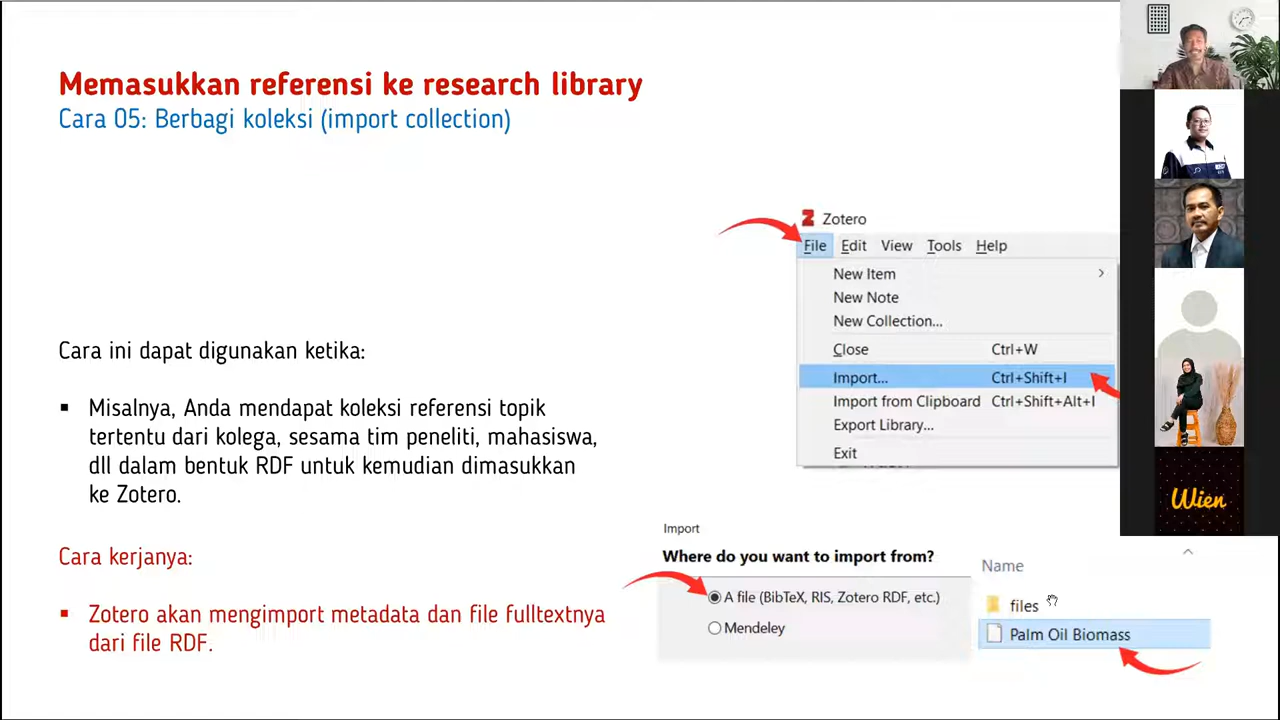 Memasukkan referensi ke research library
Cara 05: Berbagi koleksi (import collection)
Cara ini dapat digunakan ketika:
▪ Misalnya, Anda mendapat koleksi referensi topik
tertentu dari kolega, sesama tim peneliti, mahasiswa,
dll dalam bentuk RDF untuk kemudian dimasukkan
ke Zotero.
Cara kerjanya:
▪ Zotero akan mengimport metadata dan file fulltextnya
dari file RDF.
Zotero
File Edit View Tools Help
New Item
New Note
New Collection...
Close Ctrl+W
Import... Ctrl+Shift+I
Import from Clipboard Ctrl+Shift+Alt+I
Export Library...
Exit
Import
Where do you want to import from?
A file (BibTeX, RIS, Zotero RDF, etc.)
Mendeley
Name
files
Palm Oil Biomass
Wien